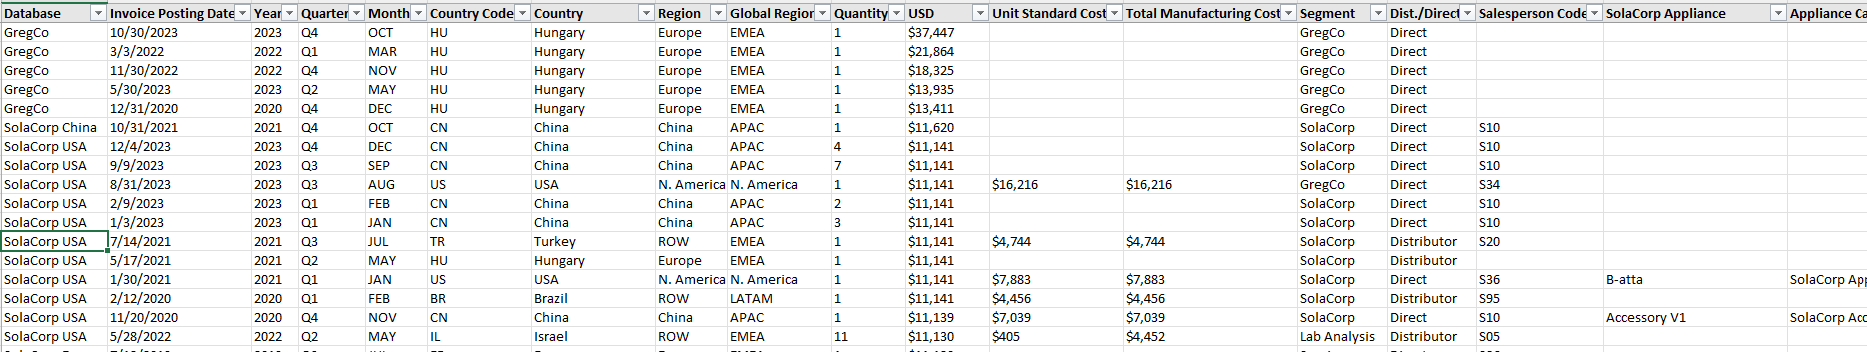 Database Invoice Posting Date Year Quarter Month Country Code Country Region Global Region Quantity USD Unit Standard Cost Total Manufacturing Cost Segment Dist./Direct Salesperson Code SolaCorp Appliance Appliance Ca
GregCo 10/30/2023 2023 Q4 OCT HU Hungary Europe EMEA 1 $37,447 GregCo Direct
GregCo 3/3/2022 2022 Q1 MAR HU Hungary Europe EMEA 1 $21,864 GregCo Direct
GregCo 11/30/2022 2022 Q4 NOV HU Hungary Europe EMEA 1 $18,325 GregCo Direct
GregCo 5/30/2023 2023 Q2 MAY HU Hungary Europe EMEA 1 $13,935 GregCo Direct
GregCo 12/31/2020 2020 Q4 DEC HU Hungary Europe EMEA 1 $13,411 GregCo Direct
SolaCorp China 10/31/2021 2021 Q4 OCT CN China China APAC 1 $11,620 SolaCorp Direct S10
SolaCorp USA 12/4/2023 2023 Q4 DEC CN China China APAC 4 $11,141 SolaCorp Direct S10
SolaCorp USA 9/9/2023 2023 Q3 SEP CN China China APAC 7 $11,141 SolaCorp Direct S10
SolaCorp USA 8/31/2023 2023 Q3 AUG US USA N. America N. America 1 $11,141 $16,216 $16,216 GregCo Direct S34
SolaCorp USA 2/9/2023 2023 Q1 FEB CN China China APAC 2 $11,141 SolaCorp Direct S10
SolaCorp USA 1/3/2023 2023 Q1 JAN CN China China APAC 3 $11,141 SolaCorp Direct S10
SolaCorp USA 7/14/2021 2021 Q3 JUL TR Turkey ROW EMEA 1 $11,141 $4,744 $4,744 SolaCorp Distributor S20
SolaCorp USA 5/17/2021 2021 Q2 MAY HU Hungary Europe EMEA 1 $11,141 SolaCorp Distributor
SolaCorp USA 1/30/2021 2021 Q1 JAN US USA N. America N. America 1 $11,141 $7,883 $7,883 SolaCorp Direct S36 B-atta SolaCorp App
SolaCorp USA 2/12/2020 2020 Q1 FEB BR Brazil ROW LATAM 1 $11,141 $4,456 $4,456 SolaCorp Distributor S95
SolaCorp USA 11/20/2020 2020 Q4 NOV CN China China APAC 1 $11,139 $7,039 $7,039 SolaCorp Direct S10 Accessory V1 SolaCorp Acc
SolaCorp USA 5/28/2022 2022 Q2 MAY IL Israel ROW EMEA 11 $11,130 $405 $4,452 Lab Analysis Distributor S05